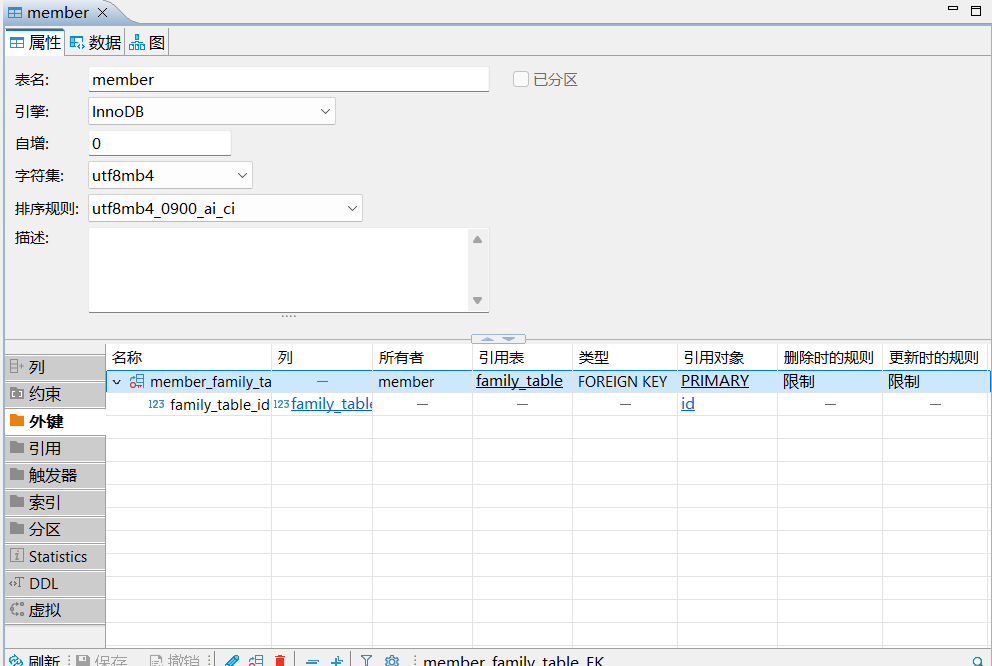 member
属性 数据 图
表名: member 已分区
引擎: InnoDB
自增: 0
字符集: utf8mb4
排序规则: utf8mb4_0900_ai_ci
描述:
列
约束
外键
引用
触发器
索引
分区
Statistics
DDL
虚拟
名称 列 所有者 引用表 类型 引用对象 删除时的规则 更新时的规则
member_family_ta — member family_table FOREIGN KEY PRIMARY 限制 限制
123 family_table_id 123 family_table — — — id — —
刷新 保存 撤销 member_family_table_FK